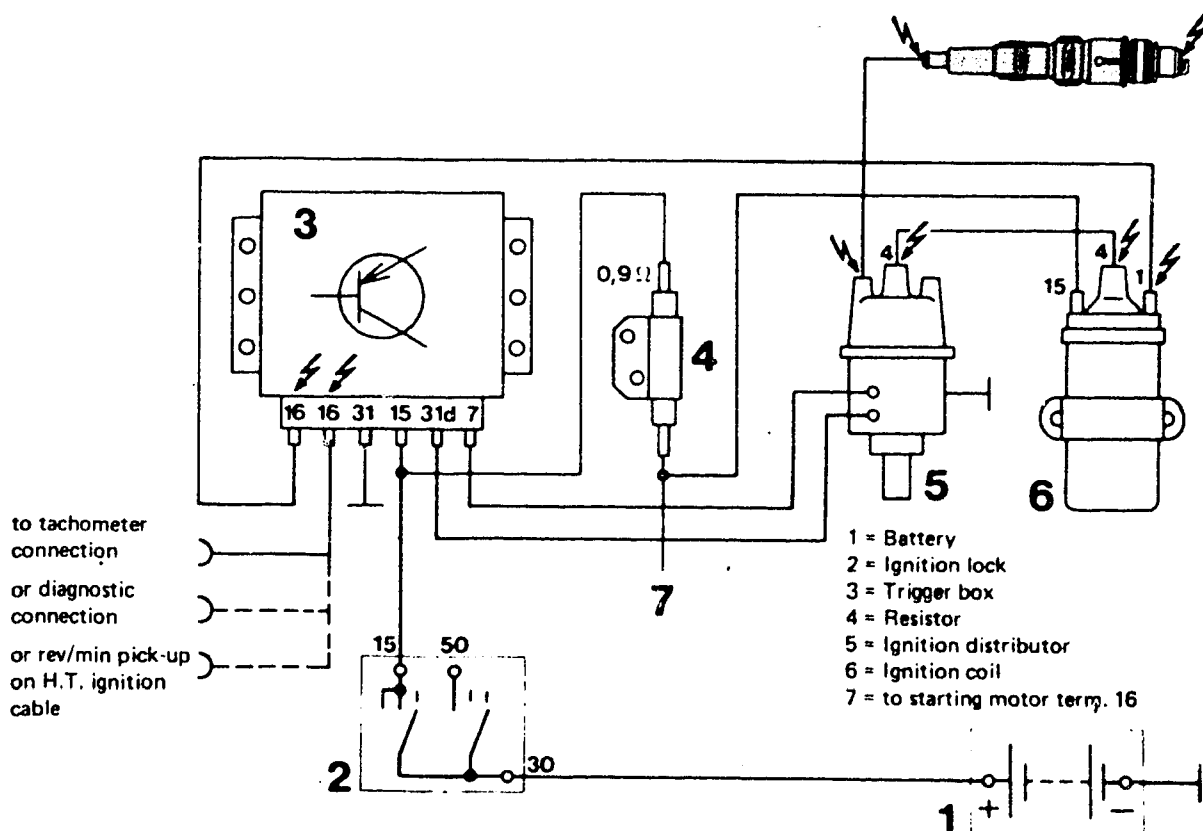 3
0,9 Ω
4
4
4
15
1
16 16 31 15 31d 7
5
6
to tachometer
connection
or diagnostic
connection
or rev/min pick-up
on H.T. ignition
cable
7
1 = Battery
2 = Ignition lock
3 = Trigger box
4 = Resistor
5 = Ignition distributor
6 = Ignition coil
7 = to starting motor term. 16
15
50
2
30
1
+
−